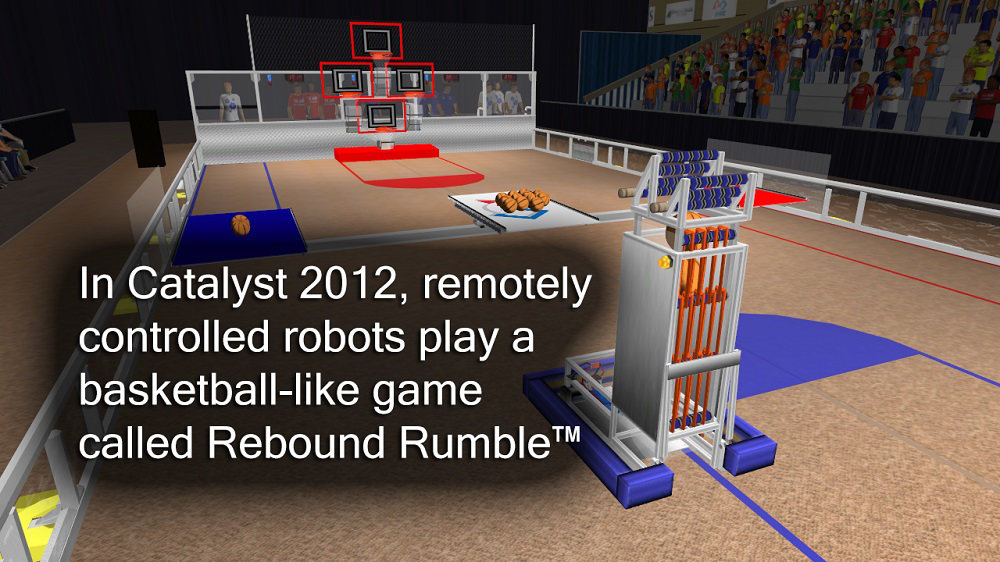 In Catalyst 2012, remotely
controlled robots play a
basketball-like game
called Rebound Rumble™